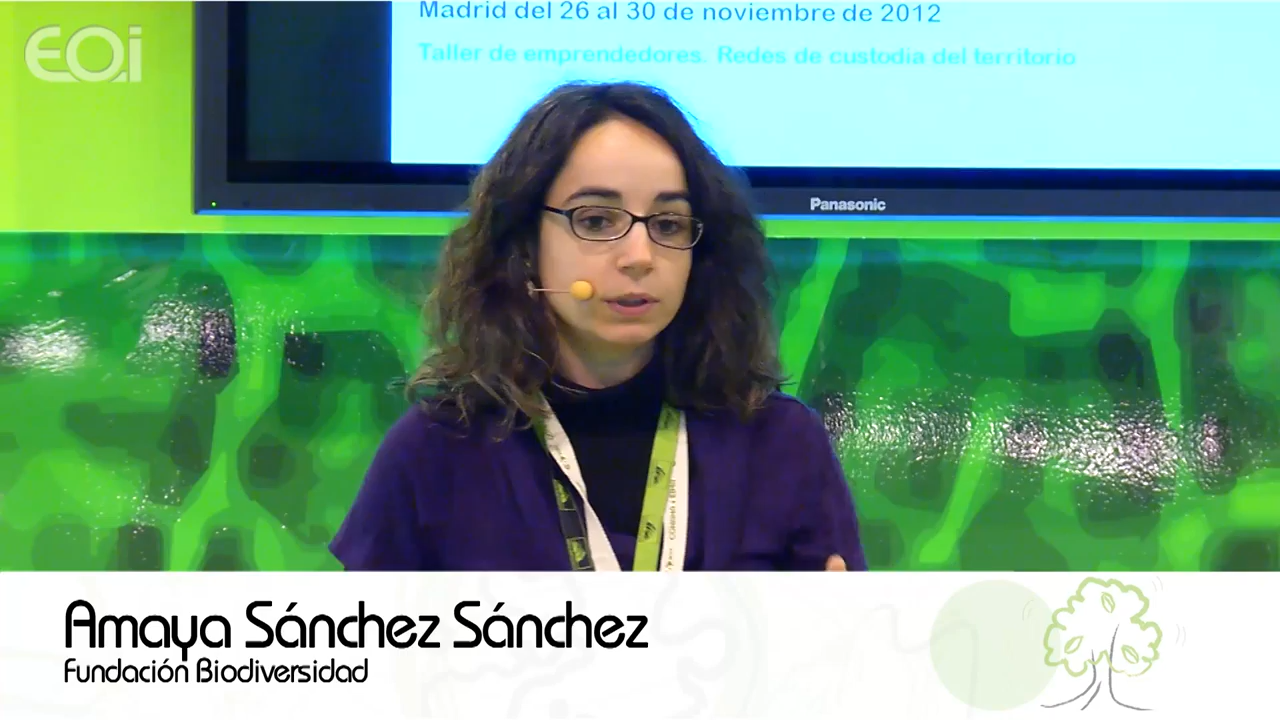 EOi
Madrid del 26 al 30 de noviembre de 2012
Taller de emprendedores. Redes de custodia del territorio
Panasonic
Amaya Sánchez Sánchez
Fundación Biodiversidad